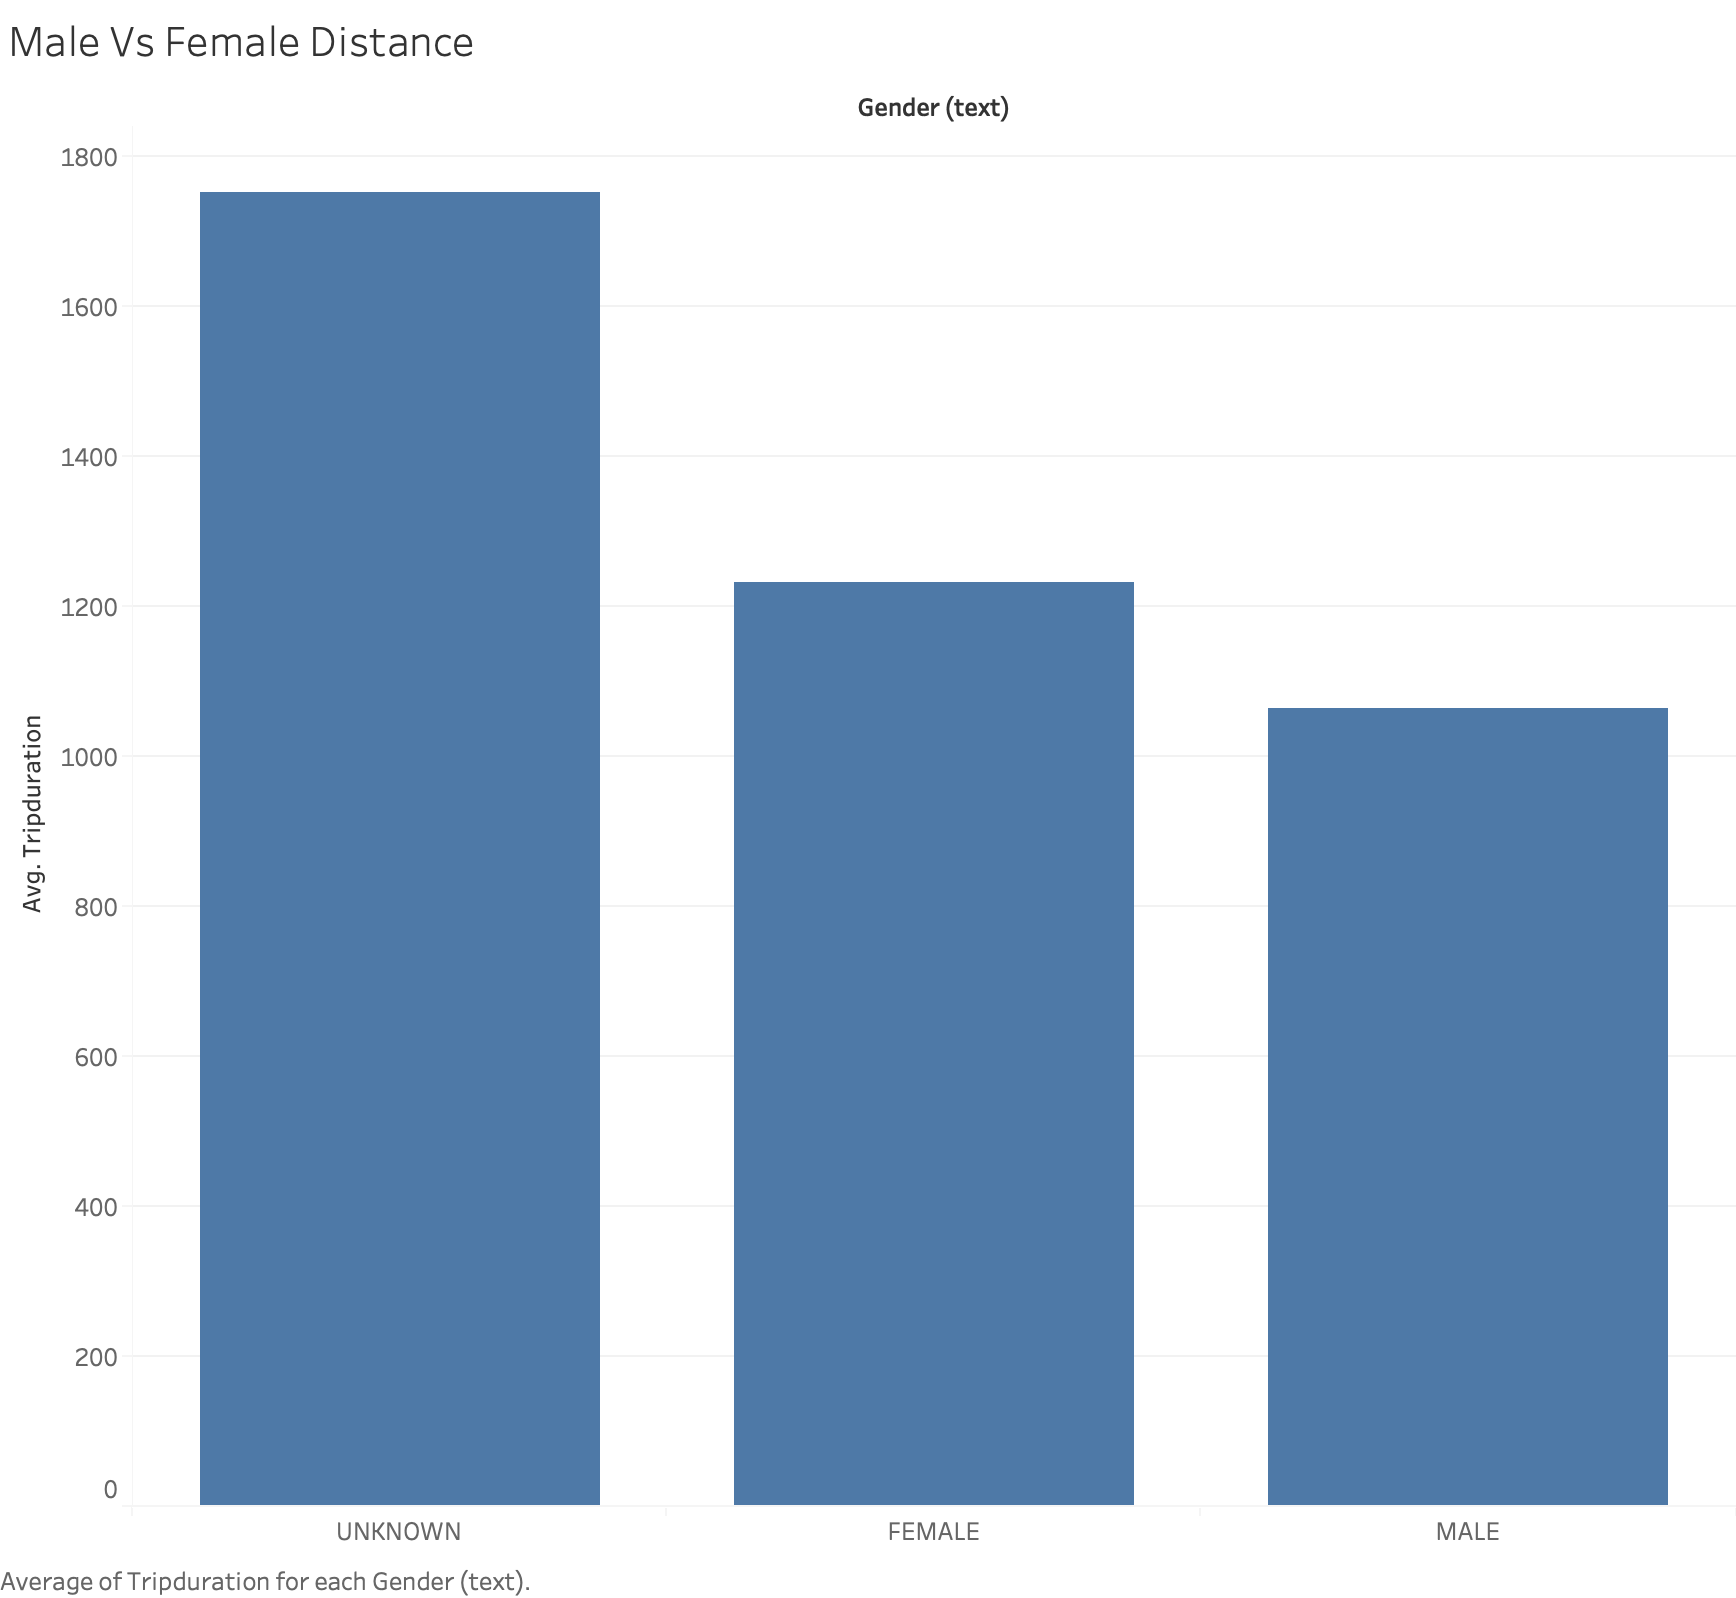 Male Vs Female Distance
Gender (text)
Avg. Tripduration
1800
1600
1400
1200
1000
800
600
400
200
0
UNKNOWN FEMALE MALE
Average of Tripduration for each Gender (text).